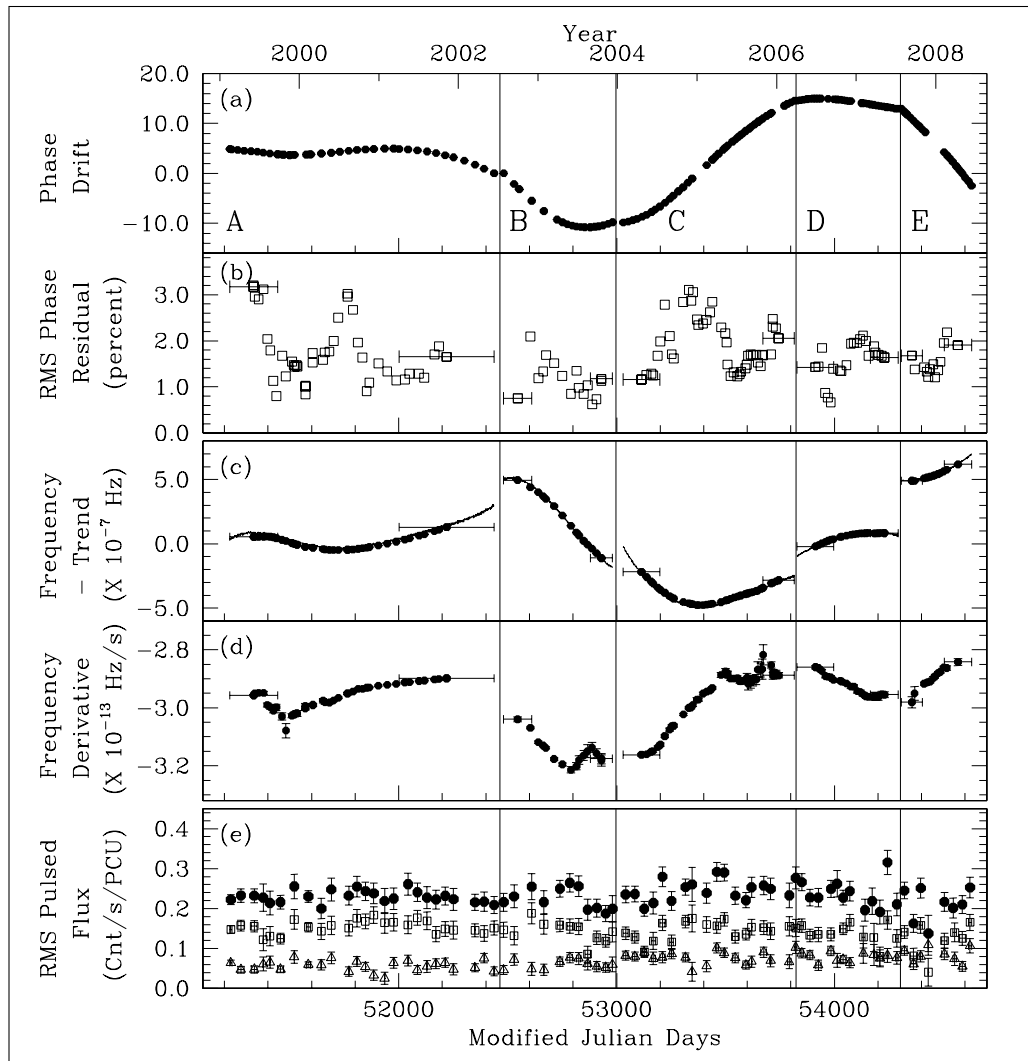 Year
2000 2002 2004 2006 2008
20.0
10.0
0.0
−10.0
Phase
Drift
(a)
A B C D E
3.0
2.0
1.0
0.0
RMS Phase
Residual
(percent)
(b)
5.0
0.0
−5.0
Frequency
− Trend
(X 10⁻⁷ Hz)
(c)
−2.8
−3.0
−3.2
Frequency
Derivative
(X 10⁻¹³ Hz/s)
(d)
0.4
0.3
0.2
0.1
0.0
RMS Pulsed
Flux
(Cnt/s/PCU)
(e)
52000 53000 54000
Modified Julian Days